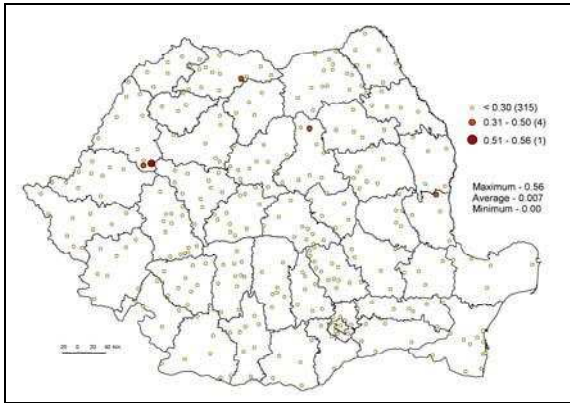 < 0.30 (315)
0.31 - 0.50 (4)
0.51 - 0.56 (1)
Maximum - 0.56
Average - 0.007
Minimum - 0.00
20 0 20 40 Km